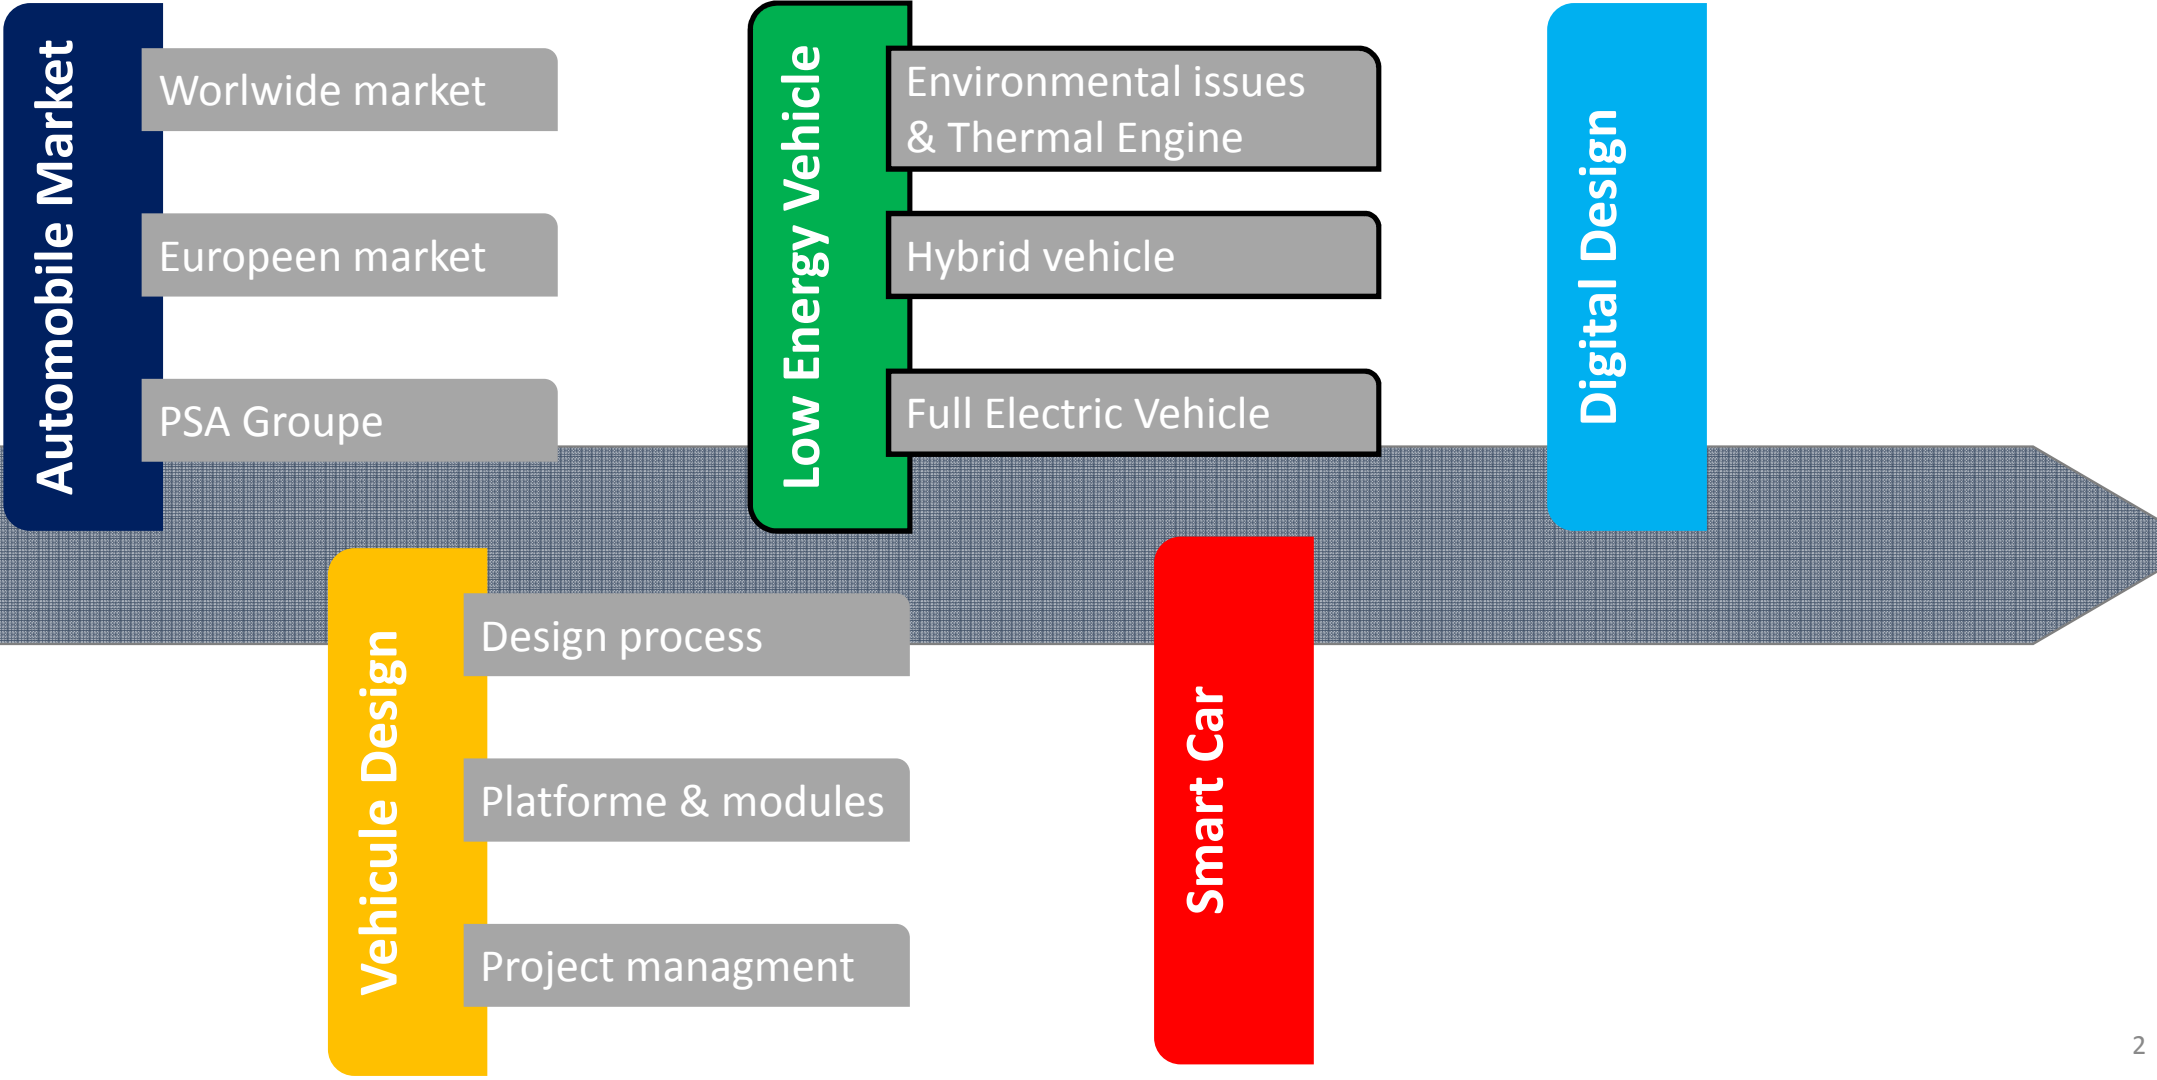 Automobile Market
Worlwide market
Europeen market
PSA Groupe
Vehicule Design
Design process
Platforme & modules
Project managment
Low Energy Vehicle
Environmental issues
& Thermal Engine
Hybrid vehicle
Full Electric Vehicle
Smart Car
Digital Design
2